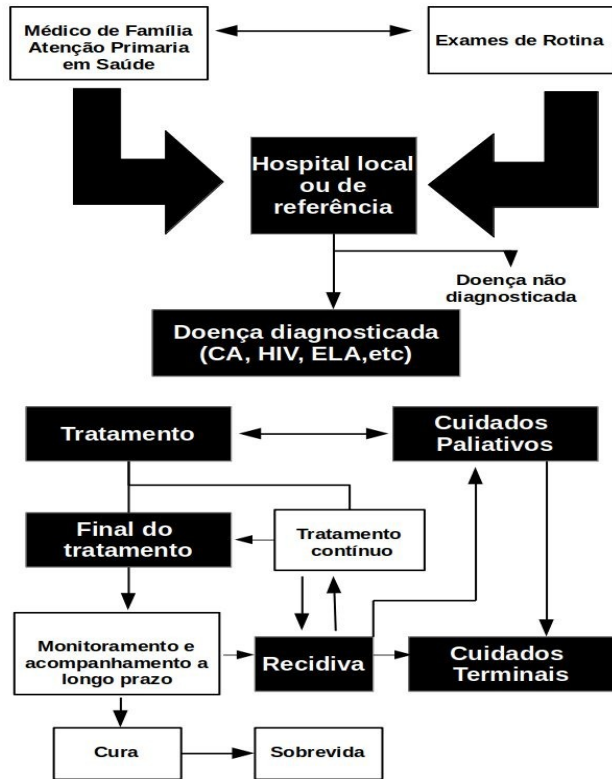 Médico de Família
Atenção Primaria
em Saúde
Exames de Rotina
Hospital local
ou de
referência
Doença não
diagnosticada
Doença diagnosticada
(CA, HIV, ELA,etc)
Tratamento
Cuidados
Paliativos
Final do
tratamento
Tratamento
contínuo
Monitoramento e
acompanhamento a
longo prazo
Recidiva
Cuidados
Terminais
Cura
Sobrevida